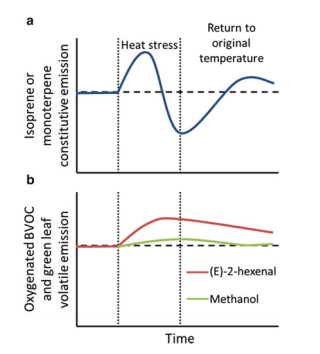 a
Heat stress
Return to
original
temperature
Isoprene or
monoterpene
constitutive emission
b
Oxygenated BVOC
and green leaf
volatile emission
(E)-2-hexenal
Methanol
Time